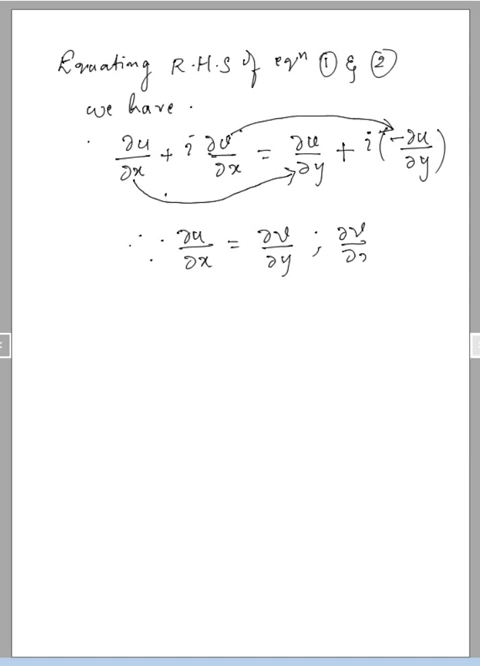 Equating R.H.S of eqn ① & ②
we have.
∂u/∂x + i ∂v/∂x = ∂v/∂y + i(-∂u/∂y)
∴ ∂u/∂x = ∂v/∂y ; ∂v/∂